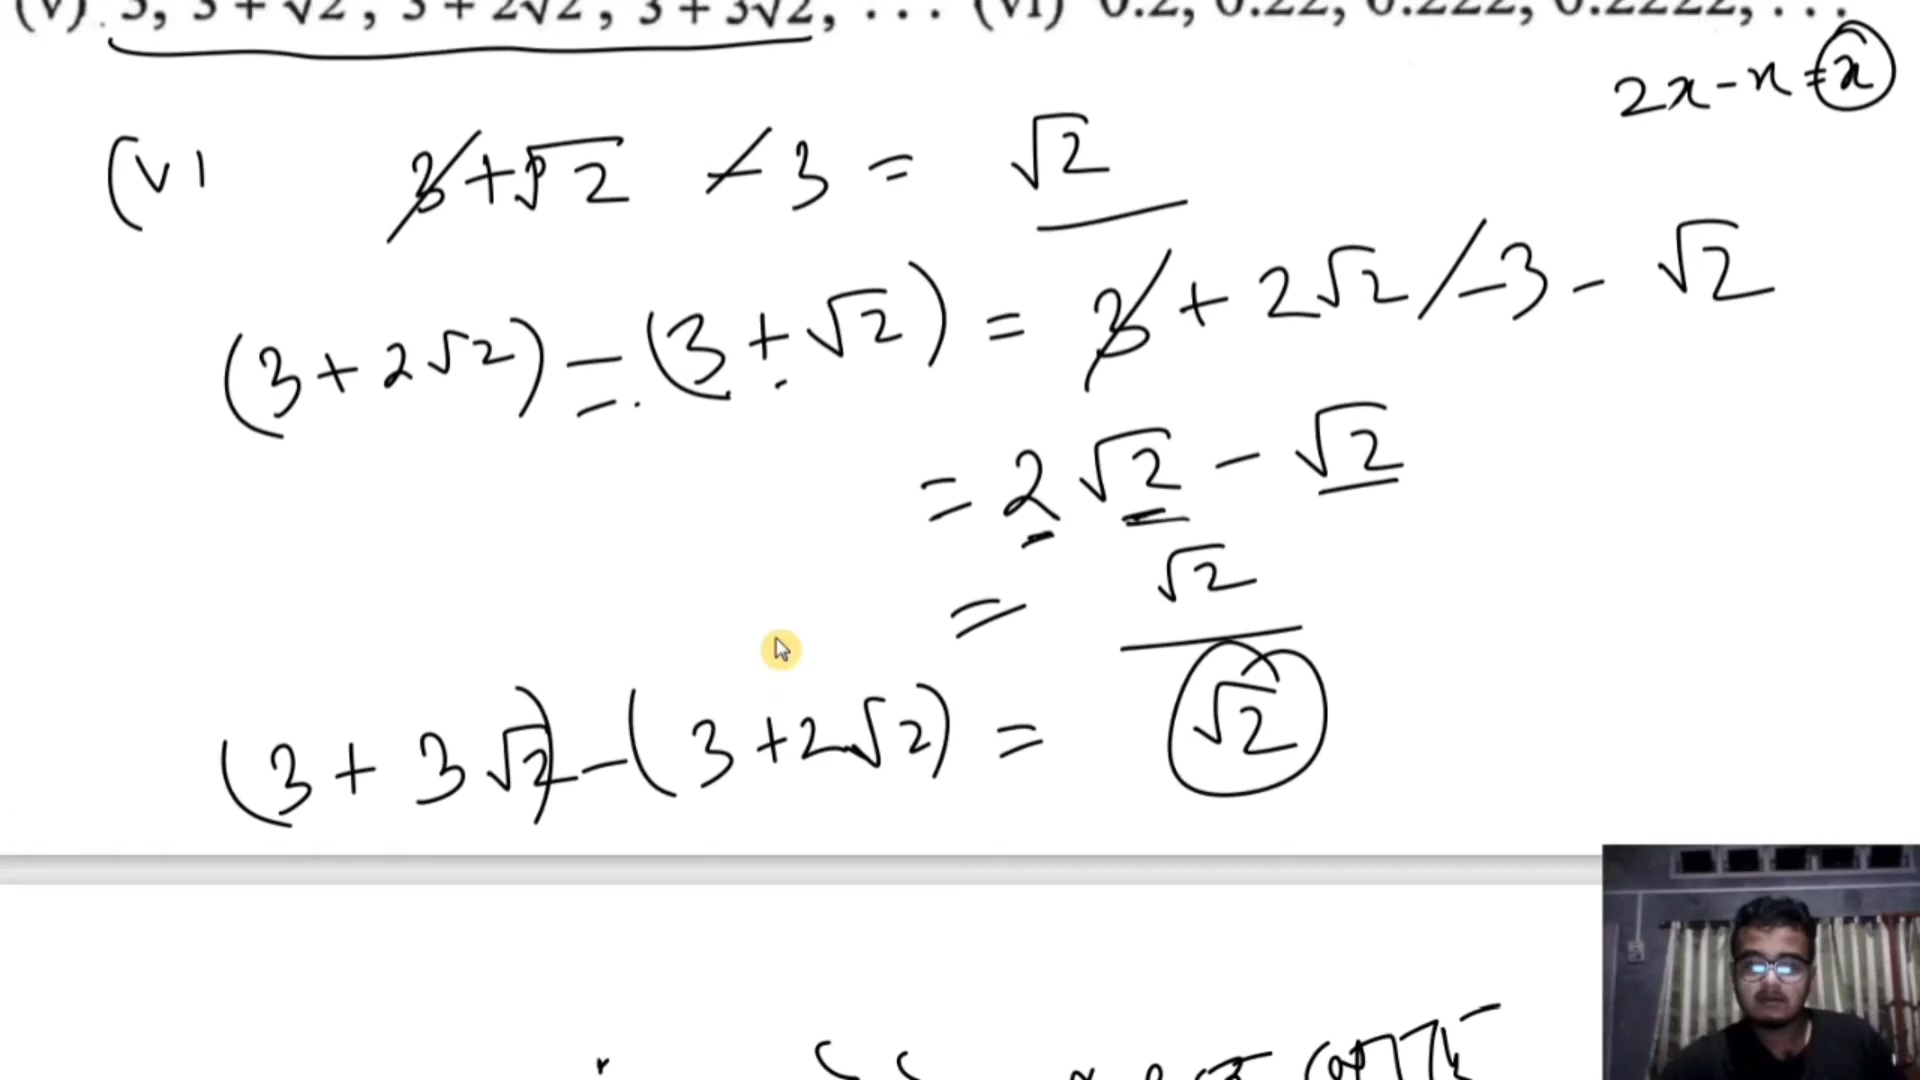 (v) 3, 3 + √2, 3 + 2√2, 3 + 3√2, . . . (vi) 0.2, 0.22, 0.222, 0.2222, . . .
2x - x = x
(v) 3 + √2 - 3 = √2
(3 + 2√2) - (3 + √2) = 3 + 2√2 - 3 - √2
= 2√2 - √2
= √2
(3 + 3√2) - (3 + 2√2) = √2